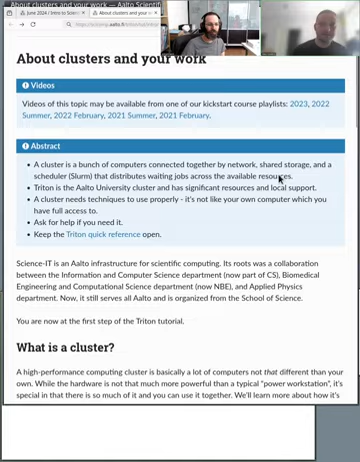 About clusters and your work — Aalto Scientif
June 2024 / Intro to Scien
About clusters and your w
https://scicomp.aalto.fi
About clusters and your work
Videos
Videos of this topic may be available from one of our kickstart course playlists: 2023, 2022
Summer, 2022 February, 2021 Summer, 2021 February.
Abstract
• A cluster is a bunch of computers connected together by network, shared storage, and a
scheduler (Slurm) that distributes waiting jobs across the available resources.
• Triton is the Aalto University cluster and has significant resources and local support.
• A cluster needs techniques to use properly - it's not like your own computer which you
have full access to.
• Ask for help if you need it.
• Keep the Triton quick reference open.
Science-IT is an Aalto infrastructure for scientific computing. Its roots was a collaboration
between the Information and Computer Science department (now part of CS), Biomedical
Engineering and Computational Science department (now NBE), and Applied Physics
department. Now, it still serves all Aalto and is organized from the School of Science.
You are now at the first step of the Triton tutorial.
What is a cluster?
A high-performance computing cluster is basically a lot of computers not that different than your
own. While the hardware is not that much more powerful than a typical "power workstation", it's
special in that there is so much of it and you can use it together. We'll learn more about how it's